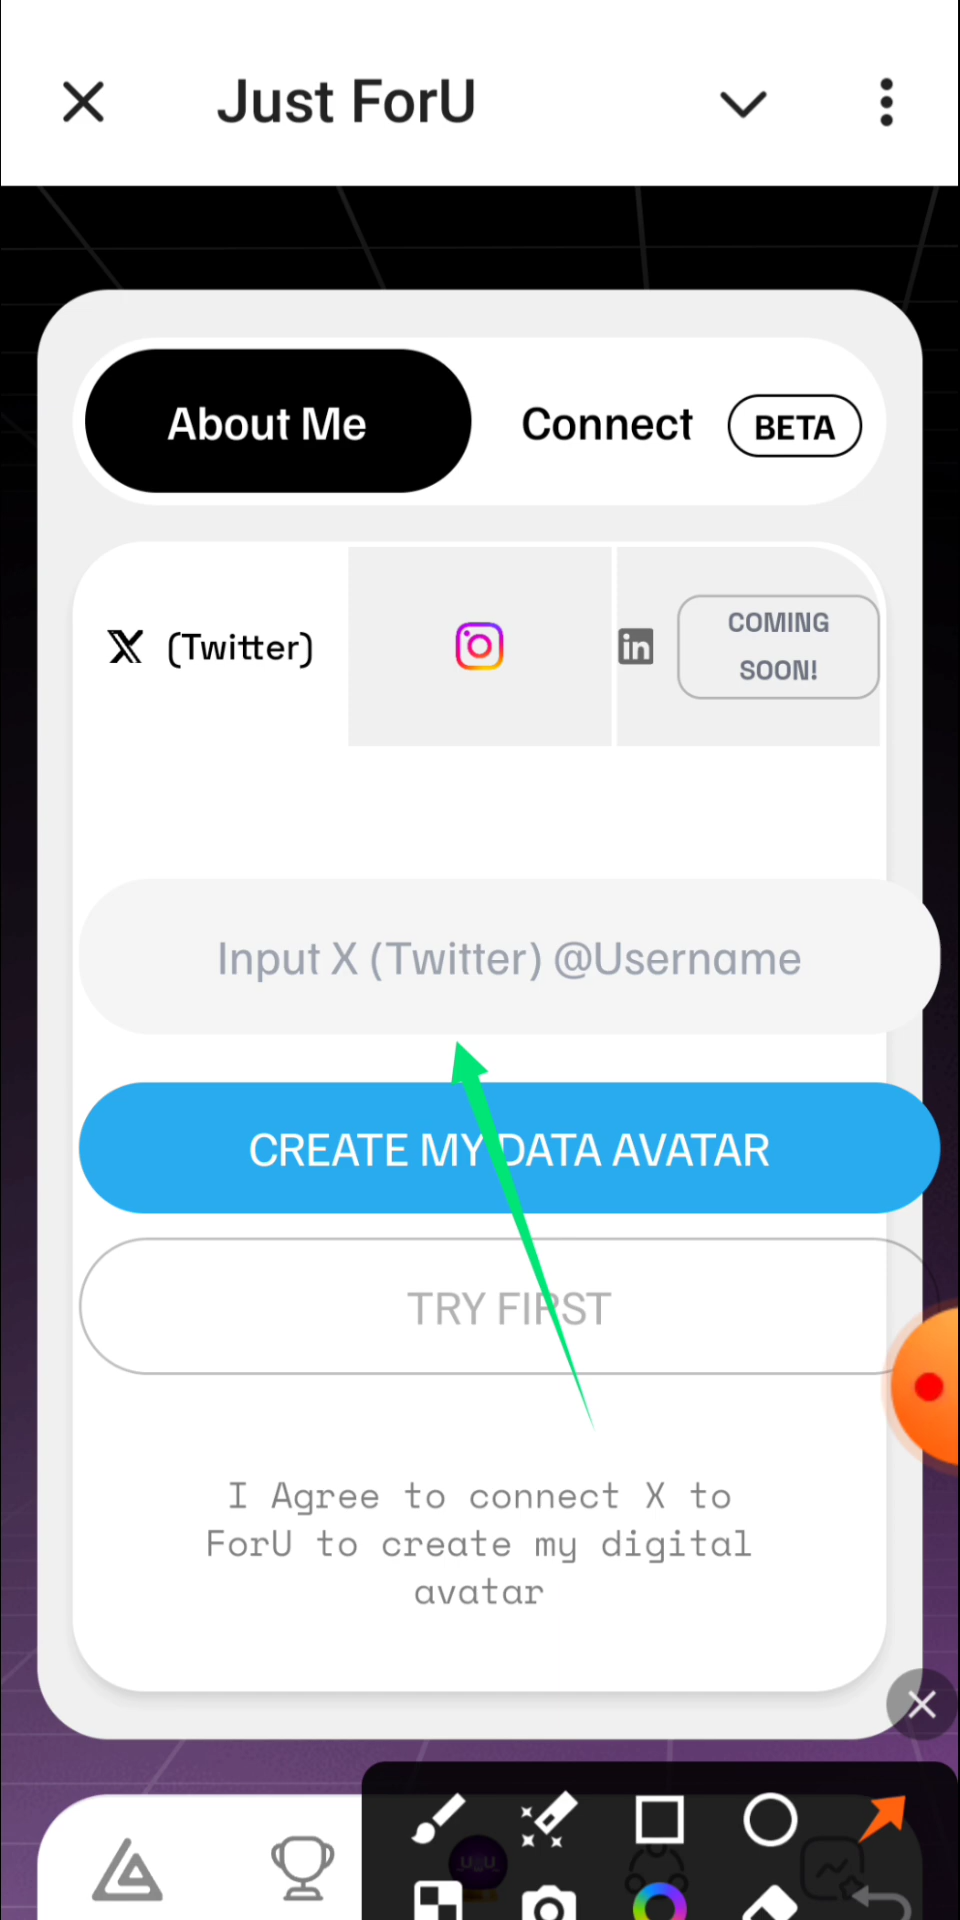 Just ForU
About Me
Connect BETA
(Twitter)
COMING
SOON!
Input X (Twitter) @Username
CREATE MY DATA AVATAR
TRY FIRST
I Agree to connect X to
ForU to create my digital
avatar